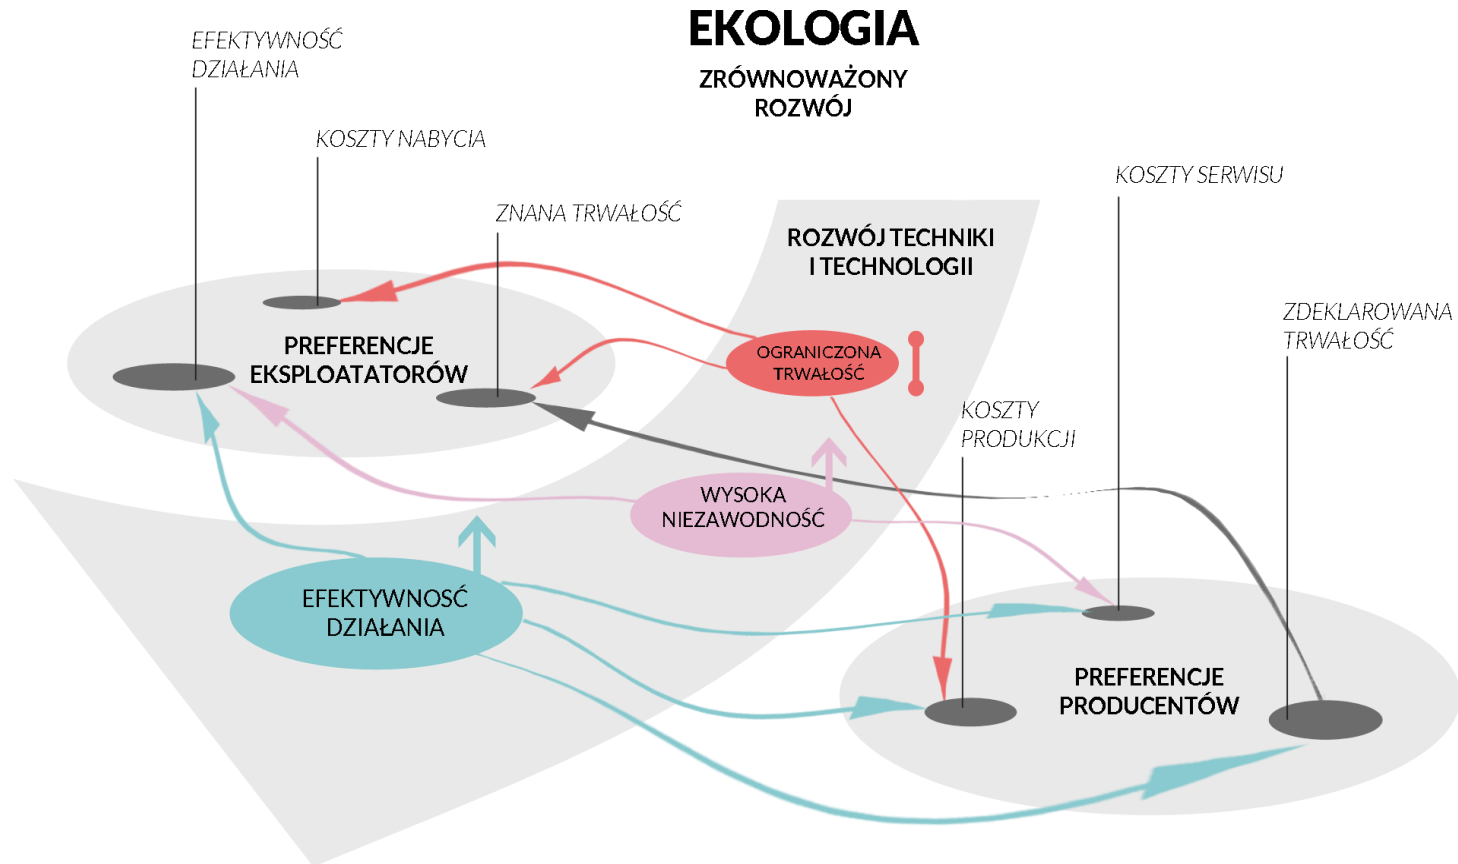 EKOLOGIA
ZRÓWNOWAŻONY
ROZWÓJ
EFEKTYWNOŚĆ
DZIAŁANIA
KOSZTY NABYCIA
ZNANA TRWAŁOŚĆ
KOSZTY SERWISU
ROZWÓJ TECHNIKI
I TECHNOLOGII
ZDEKLAROWANA
TRWAŁOŚĆ
PREFERENCJE
EKSPLOATATORÓW
OGRANICZONA
TRWAŁOŚĆ
KOSZTY
PRODUKCJI
WYSOKA
NIEZAWODNOŚĆ
EFEKTYWNOSĆ
DZIAŁANIA
PREFERENCJE
PRODUCENTÓW